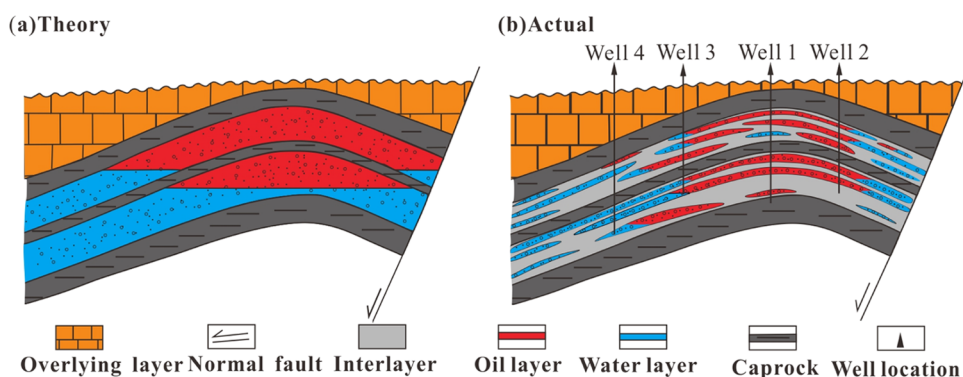 (a)Theory
(b)Actual
Well 4
Well 3
Well 1
Well 2
Overlying layer
Normal fault
Interlayer
Oil layer
Water layer
Caprock
Well location